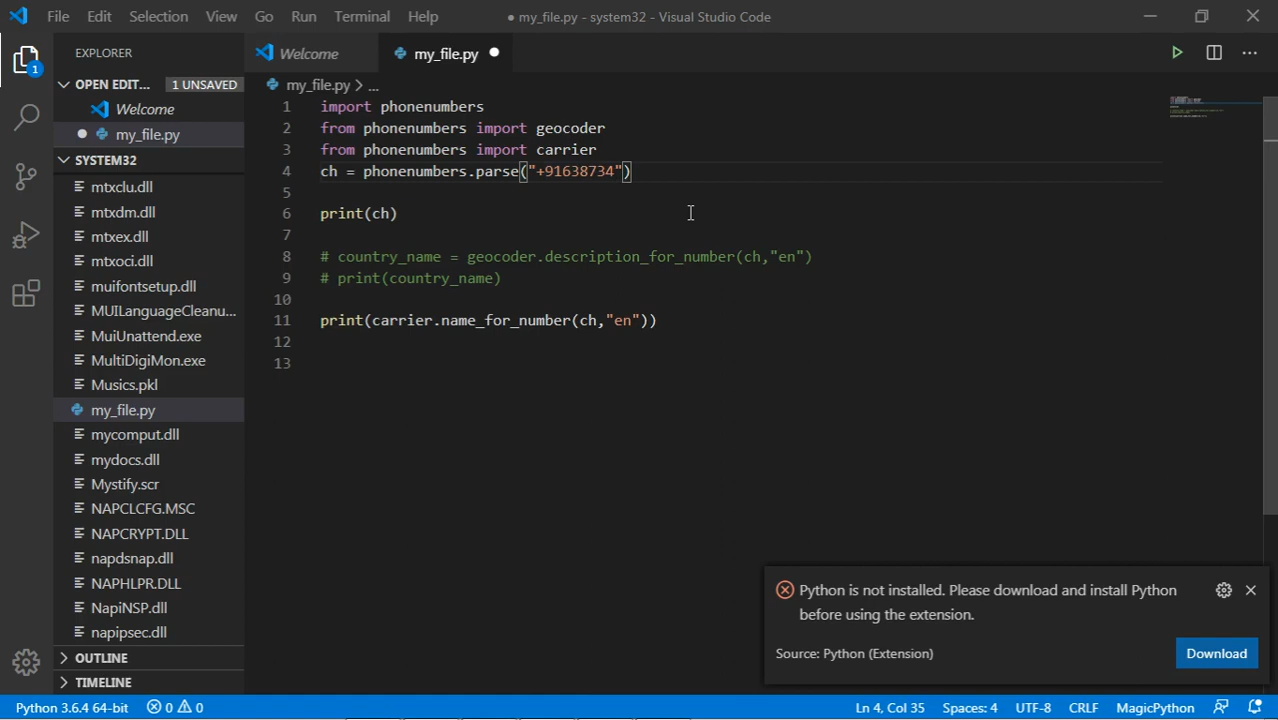 File Edit Selection View Go Run Terminal Help ● my_file.py - system32 - Visual Studio Code
EXPLORER
OPEN EDIT... 1 UNSAVED
Welcome
● my_file.py
SYSTEM32
mtxclu.dll
mtxdm.dll
mtxex.dll
mtxoci.dll
muifontsetup.dll
MUILanguageCleanu...
MuiUnattend.exe
MultiDigiMon.exe
Musics.pkl
my_file.py
mycomput.dll
mydocs.dll
Mystify.scr
NAPCLCFG.MSC
NAPCRYPT.DLL
napdsnap.dll
NAPHLPR.DLL
NapiNSP.dll
napipsec.dll
OUTLINE
TIMELINE
1
Welcome my_file.py ●
my_file.py > ...
1 import phonenumbers
2 from phonenumbers import geocoder
3 from phonenumbers import carrier
4 ch = phonenumbers.parse("+91638734")
5
6 print(ch)
7
8 # country_name = geocoder.description_for_number(ch,"en")
9 # print(country_name)
10
11 print(carrier.name_for_number(ch,"en"))
12
13
Python is not installed. Please download and install Python
before using the extension.
Source: Python (Extension) Download
Python 3.6.4 64-bit 0 0 Ln 4, Col 35 Spaces: 4 UTF-8 CRLF MagicPython